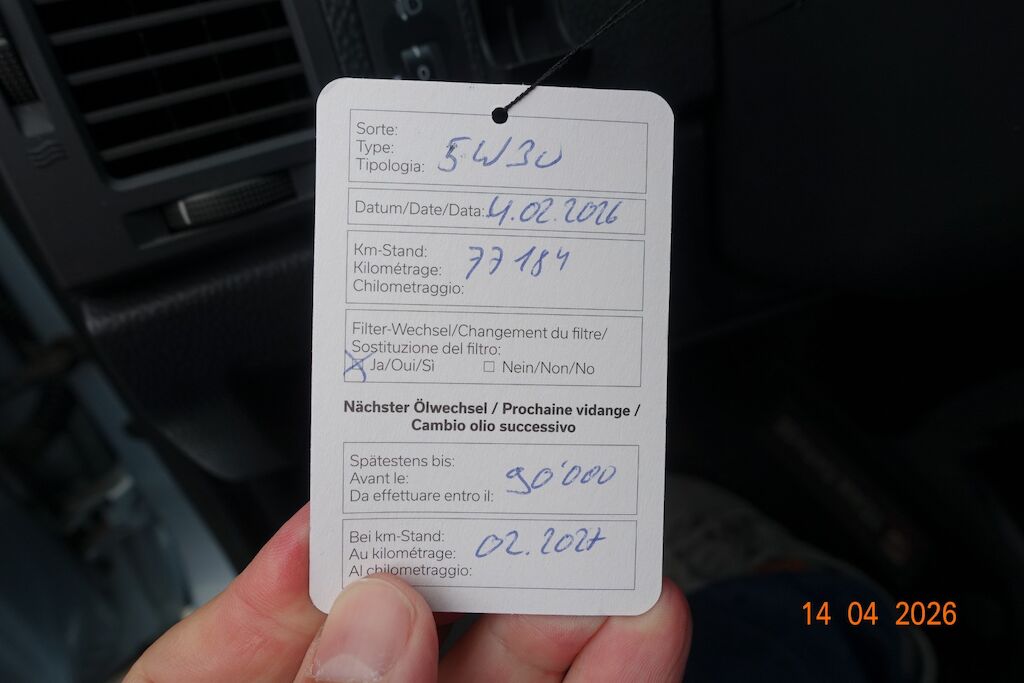 Sorte:
Type:
Tipologia: 5W30
Datum/Date/Data: 4.02.2026
Km-Stand:
Kilométrage: 77184
Chilometraggio:
Filter-Wechsel/Changement du filtre/
Sostituzione del filtro:
☒ Ja/Oui/Sì ☐ Nein/Non/No
Nächster Ölwechsel / Prochaine vidange /
Cambio olio successivo
Spätestens bis:
Avant le: 90'000
Da effettuare entro il:
Bei km-Stand:
Au kilométrage: 02.2027
Al chilometraggio:
14 04 2026